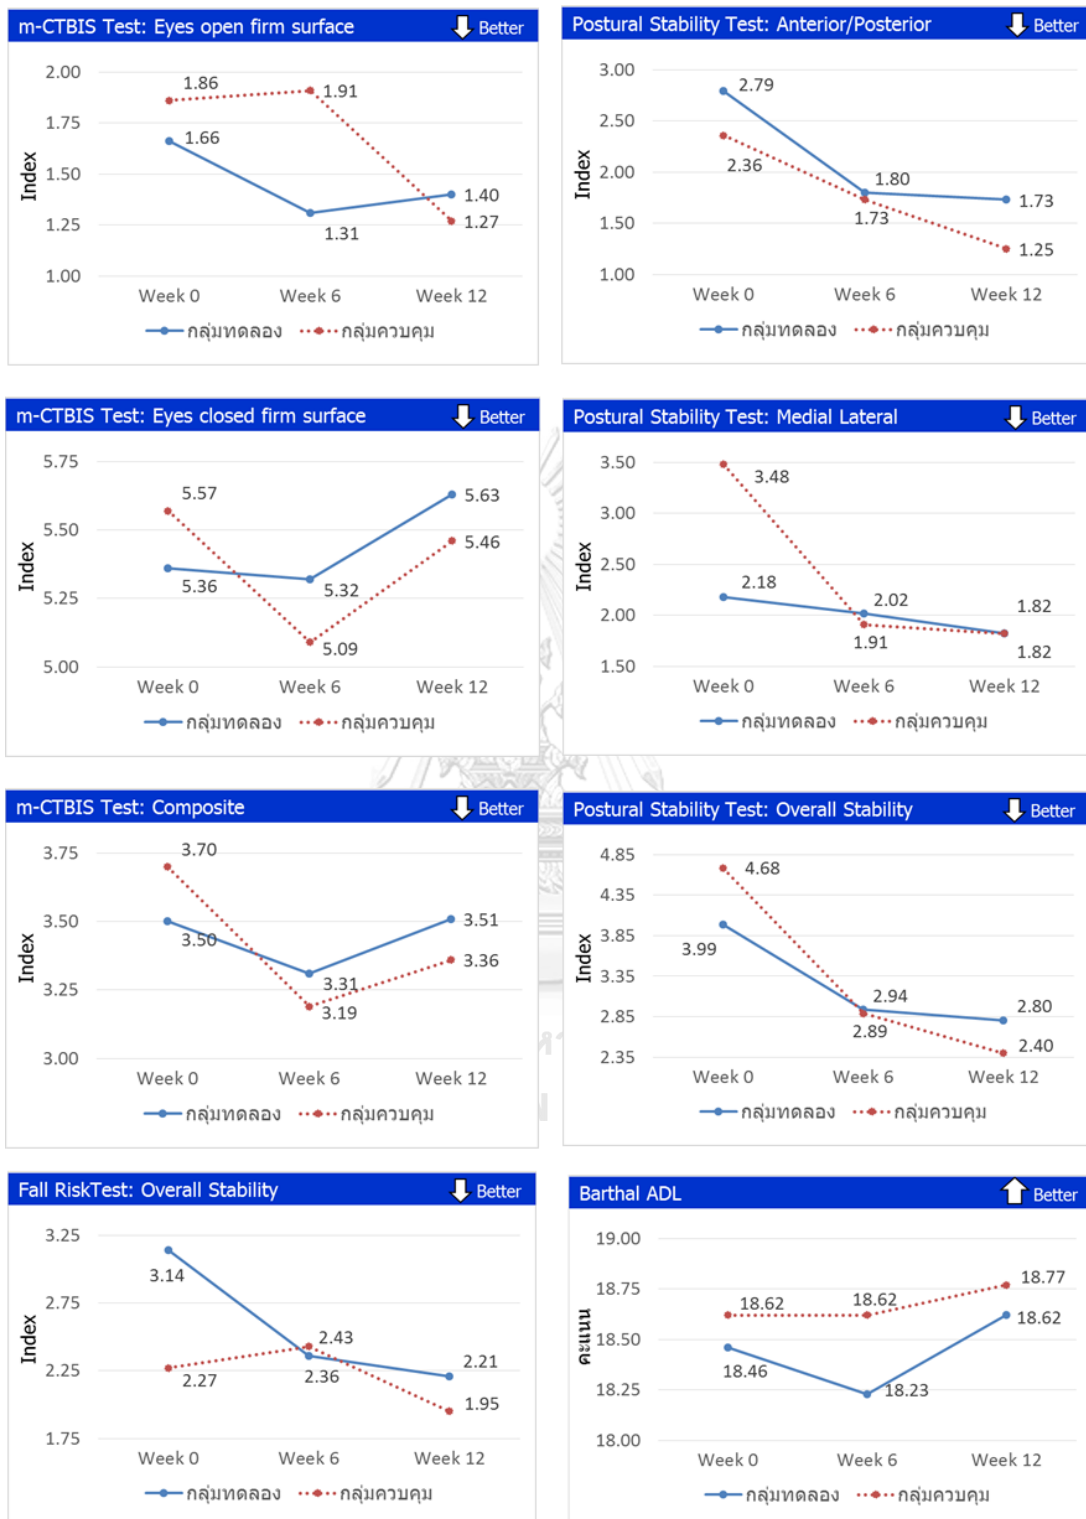 m-CTBIS Test: Eyes open firm surface
Better
2.00
1.75
1.50
1.25
1.00
Index
1.86
1.91
1.66
1.40
1.31
1.27
Week 0 Week 6 Week 12
กลุ่มทดลอง กลุ่มควบคุม
Postural Stability Test: Anterior/Posterior
Better
3.00
2.50
2.00
1.50
1.00
Index
2.79
2.36
1.80
1.73
1.73
1.25
Week 0 Week 6 Week 12
กลุ่มทดลอง กลุ่มควบคุม
m-CTBIS Test: Eyes closed firm surface
Better
5.75
5.50
5.25
5.00
Index
5.57
5.63
5.46
5.36
5.32
5.09
Week 0 Week 6 Week 12
กลุ่มทดลอง กลุ่มควบคุม
Postural Stability Test: Medial Lateral
Better
3.50
3.00
2.50
2.00
1.50
Index
3.48
2.18
2.02
1.82
1.91
1.82
Week 0 Week 6 Week 12
กลุ่มทดลอง กลุ่มควบคุม
m-CTBIS Test: Composite
Better
3.75
3.50
3.25
3.00
Index
3.70
3.50
3.51
3.31
3.36
3.19
Week 0 Week 6 Week 12
กลุ่มทดลอง กลุ่มควบคุม
Postural Stability Test: Overall Stability
Better
4.85
4.35
3.85
3.35
2.85
2.35
Index
4.68
3.99
2.94
2.80
2.89
2.40
Week 0 Week 6 Week 12
กลุ่มทดลอง กลุ่มควบคุม
Fall RiskTest: Overall Stability
Better
3.25
2.75
2.25
1.75
Index
3.14
2.43
2.21
2.27
2.36
1.95
Week 0 Week 6 Week 12
กลุ่มทดลอง กลุ่มควบคุม
Barthal ADL
Better
19.00
18.75
18.50
18.25
18.00
คะแนน
18.62
18.62
18.77
18.62
18.46
18.23
Week 0 Week 6 Week 12
กลุ่มทดลอง กลุ่มควบคุม